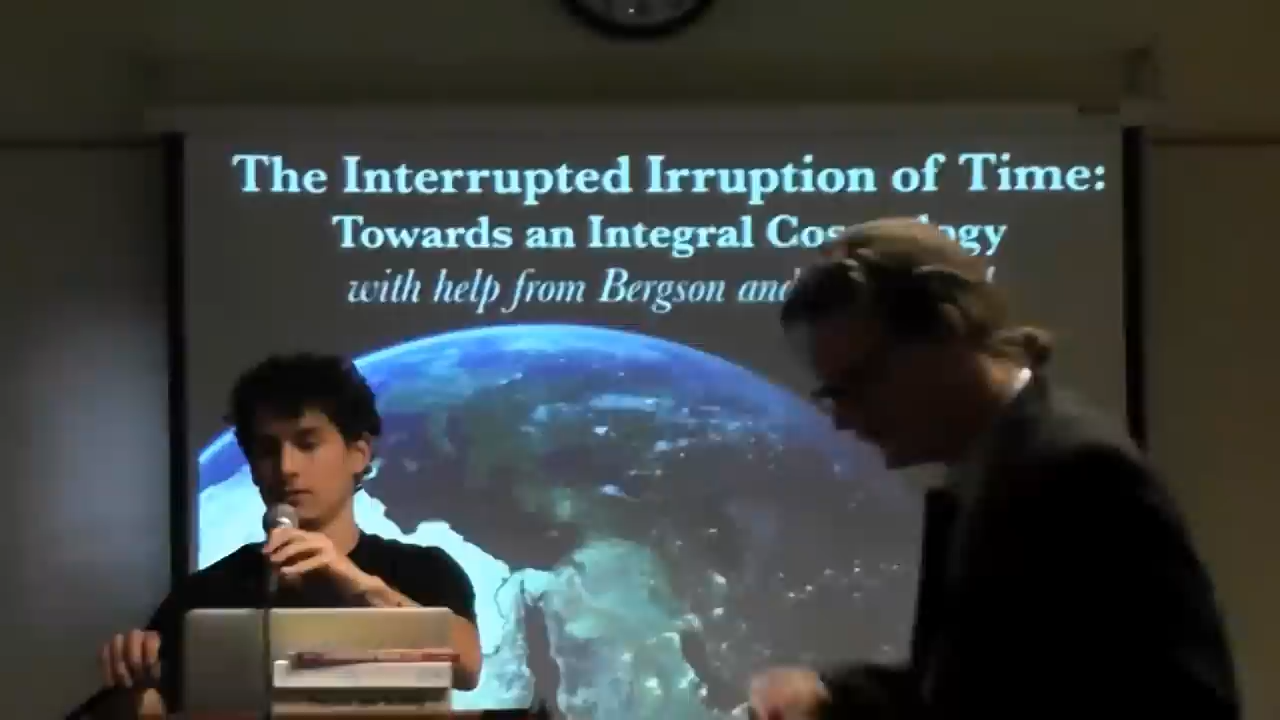 The Interrupted Irruption of Time:
Towards an Integral
with help from Bergson and